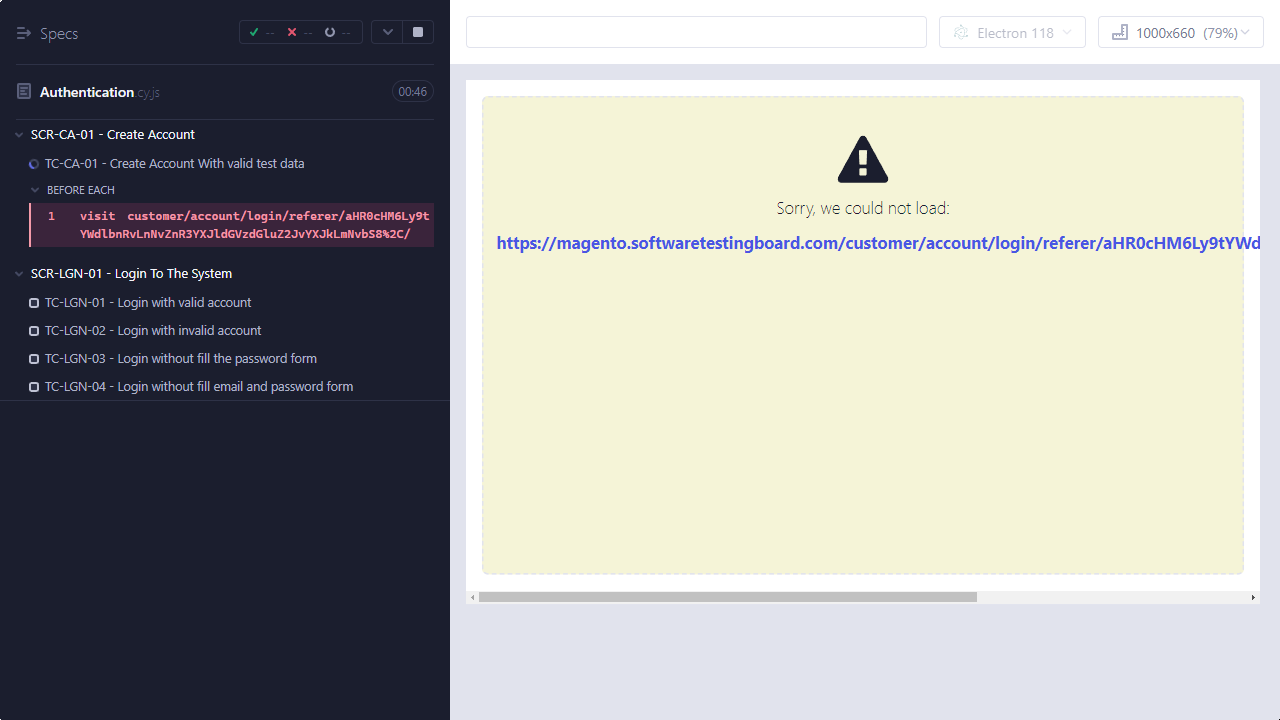 Specs
--
--
--
Electron 118
1000x660 (79%)
Authentication.cy.js
00:46
SCR-CA-01 - Create Account
TC-CA-01 - Create Account With valid test data
BEFORE EACH
1 visit customer/account/login/referer/aHR0cHM6Ly9t
YWdlbnRvLnNvZnR3YXJldGVzdGluZ2JvYXJkLmNvbS8%2C/
SCR-LGN-01 - Login To The System
TC-LGN-01 - Login with valid account
TC-LGN-02 - Login with invalid account
TC-LGN-03 - Login without fill the password form
TC-LGN-04 - Login without fill email and password form
Sorry, we could not load:
https://magento.softwaretestingboard.com/customer/account/login/referer/aHR0cHM6Ly9tYWd